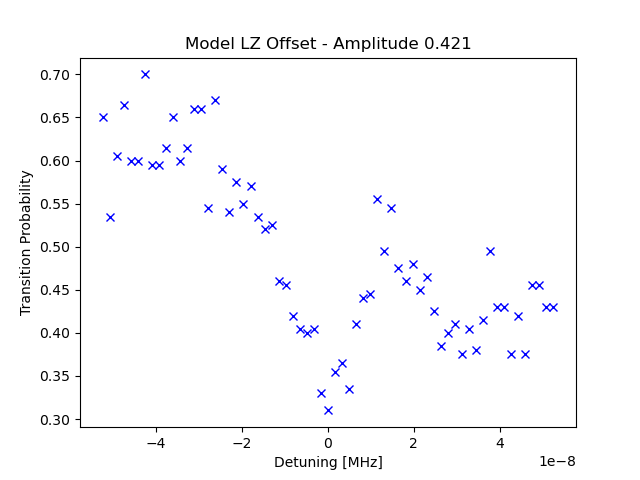 Model LZ Offset - Amplitude 0.421
Transition Probability
0.70
0.65
0.60
0.55
0.50
0.45
0.40
0.35
0.30
−4 −2 0 2 4
1e−8
Detuning [MHz]